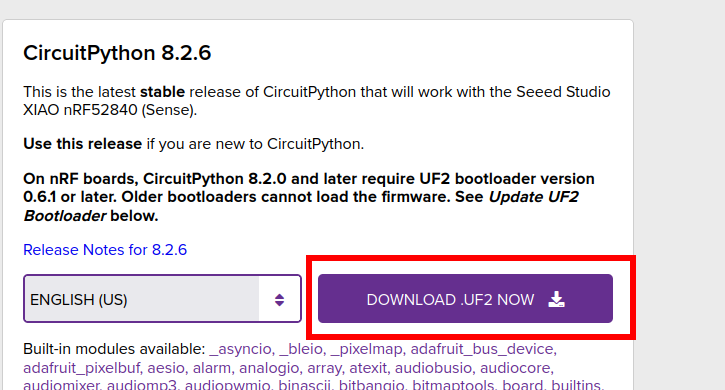 CircuitPython 8.2.6
This is the latest stable release of CircuitPython that will work with the Seeed Studio
XIAO nRF52840 (Sense).
Use this release if you are new to CircuitPython.
On nRF boards, CircuitPython 8.2.0 and later require UF2 bootloader version
0.6.1 or later. Older bootloaders cannot load the firmware. See Update UF2
Bootloader below.
Release Notes for 8.2.6
ENGLISH (US)
DOWNLOAD .UF2 NOW
Built-in modules available: _asyncio, _bleio, _pixelmap, adafruit_bus_device,
adafruit_pixelbuf, aesio, alarm, analogio, array, atexit, audiobusio, audiocore,
audiomixer, audiomp3, audiopwmio, binascii, bitbangio, bitmaptools, board, builtins,